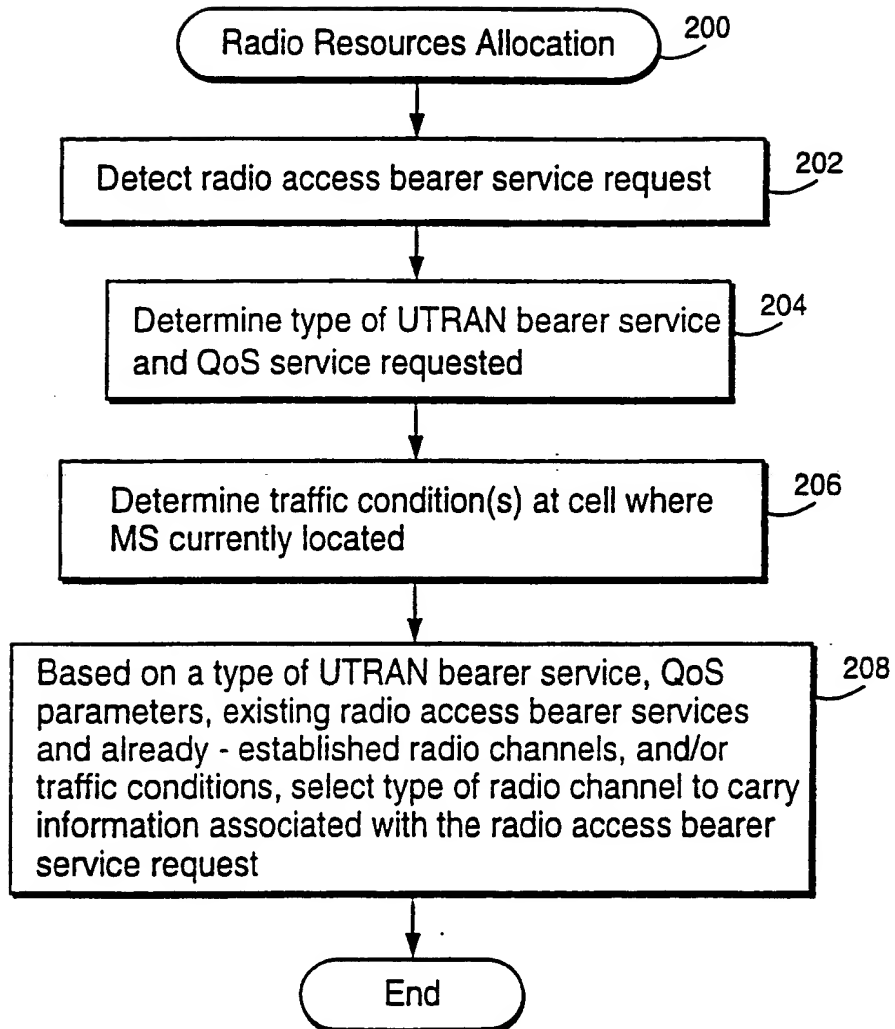 Radio Resources Allocation
200
Detect radio access bearer service request
202
Determine type of UTRAN bearer service
and QoS service requested
204
Determine traffic condition(s) at cell where
MS currently located
206
Based on a type of UTRAN bearer service, QoS
parameters, existing radio access bearer services
and already - established radio channels, and/or
traffic conditions, select type of radio channel to carry
information associated with the radio access bearer
service request
208
End